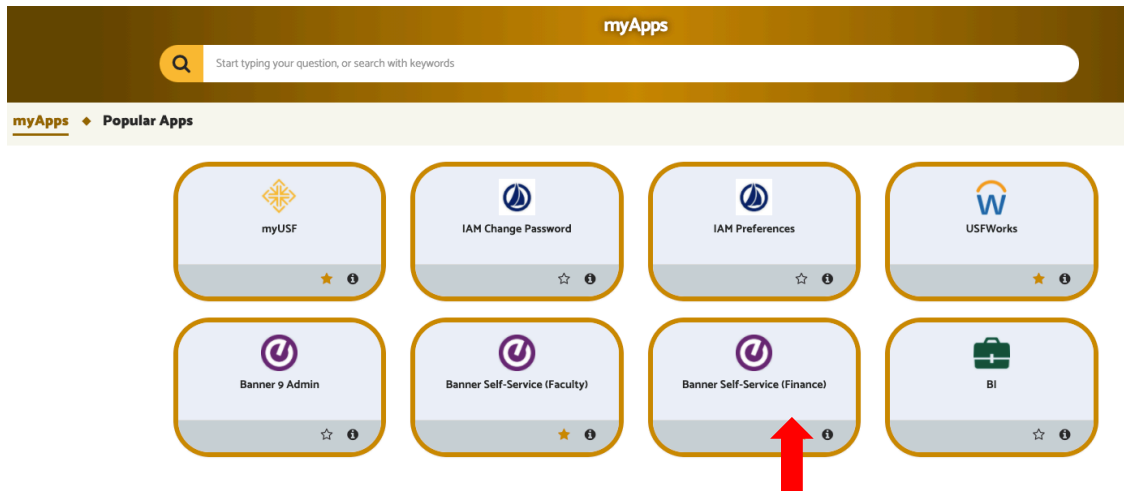 myApps
Start typing your question, or search with keywords
myApps ◆ Popular Apps
myUSF
IAM Change Password
IAM Preferences
USFWorks
Banner 9 Admin
Banner Self-Service (Faculty)
Banner Self-Service (Finance)
BI